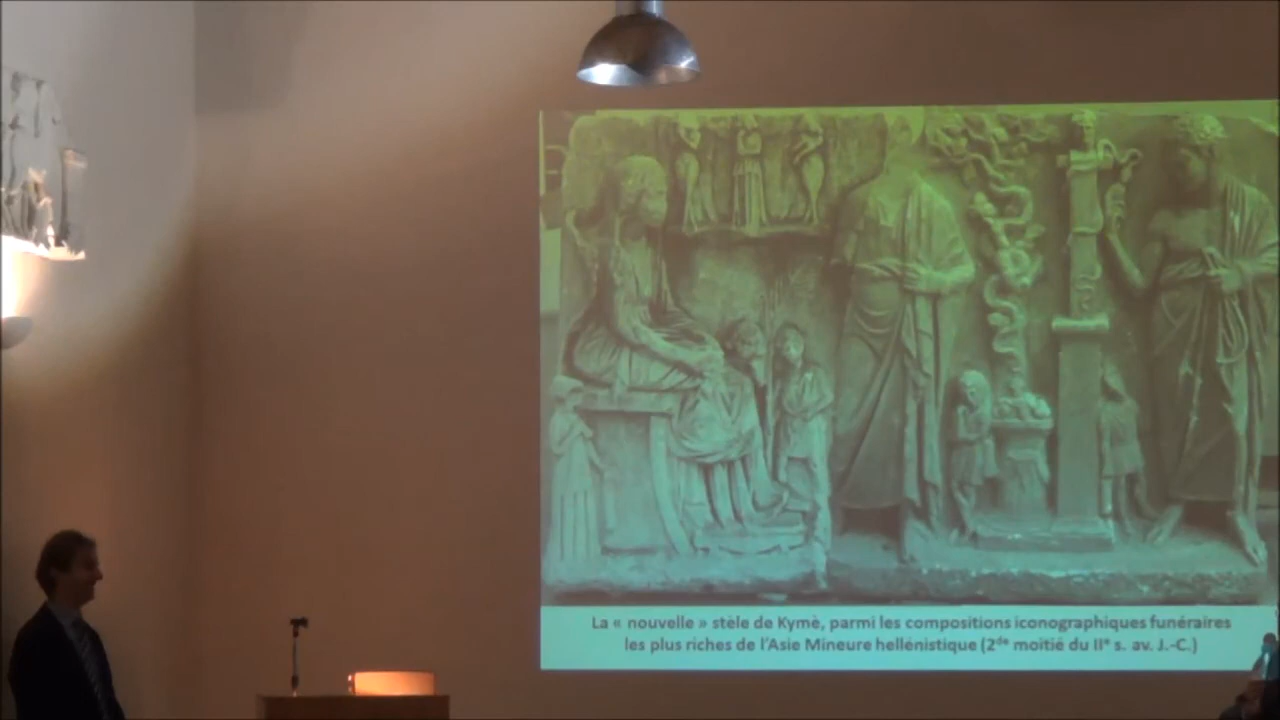 La « nouvelle » stèle de Kymè, parmi les compositions iconographiques funéraires
les plus riches de l'Asie Mineure hellénistique (2de moitié du IIe s. av. J.-C.)